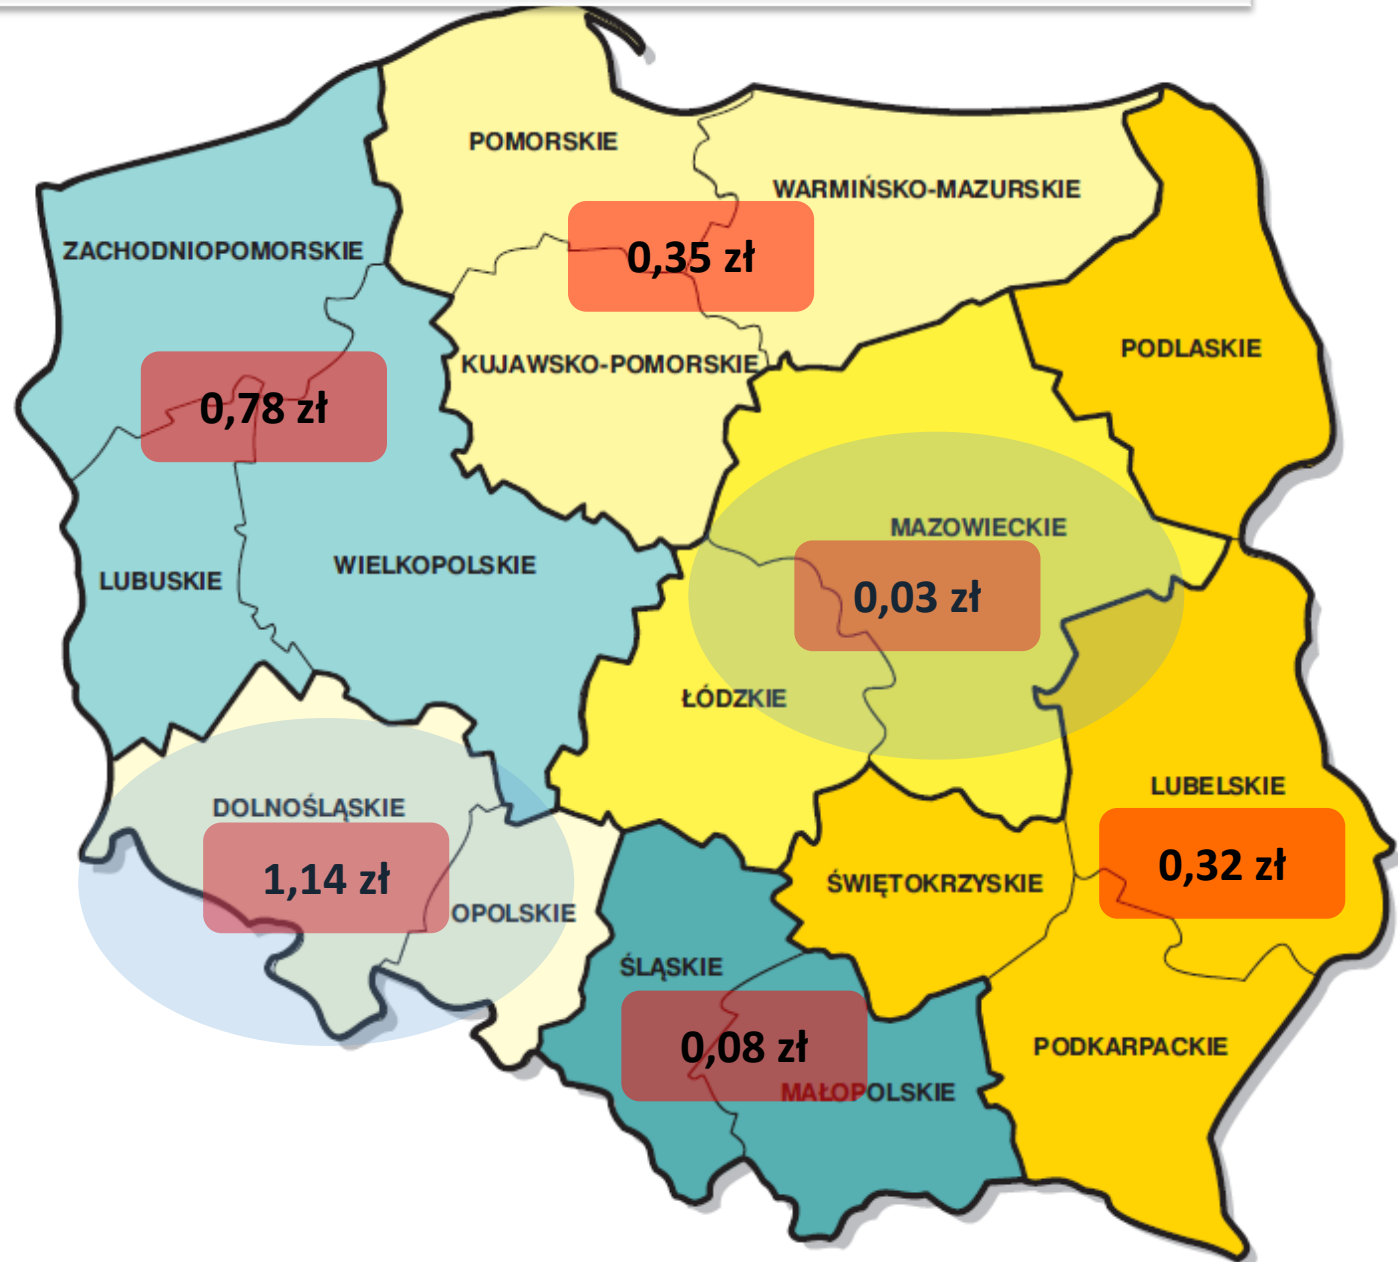 POMORSKIE
WARMIŃSKO-MAZURSKIE
ZACHODNIOPOMORSKIE
0,35 zł
PODLASKIE
KUJAWSKO-POMORSKIE
0,78 zł
MAZOWIECKIE
WIELKOPOLSKIE
LUBUSKIE
0,03 zł
ŁÓDZKIE
LUBELSKIE
DOLNOŚLĄSKIE
0,32 zł
1,14 zł
ŚWIĘTOKRZYSKIE
OPOLSKIE
ŚLĄSKIE
0,08 zł
PODKARPACKIE
MAŁOPOLSKIE